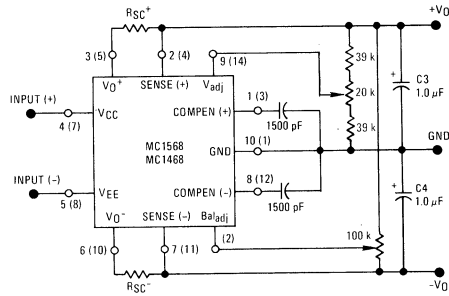 RSC+
+VO
3 (5)
2 (4)
9 (14)
VO+
SENSE (+)
Vadj
39 k
20 k
39 k
C3
1.0 µF
INPUT (+)
VCC
4 (7)
COMPEN (+)
1 (3)
1500 pF
MC1568
MC1468
GND
10 (1)
GND
INPUT (–)
VEE
5 (8)
COMPEN (–)
8 (12)
1500 pF
C4
1.0 µF
VO–
SENSE (–)
Baladj
(2)
100 k
6 (10)
7 (11)
RSC–
–VO